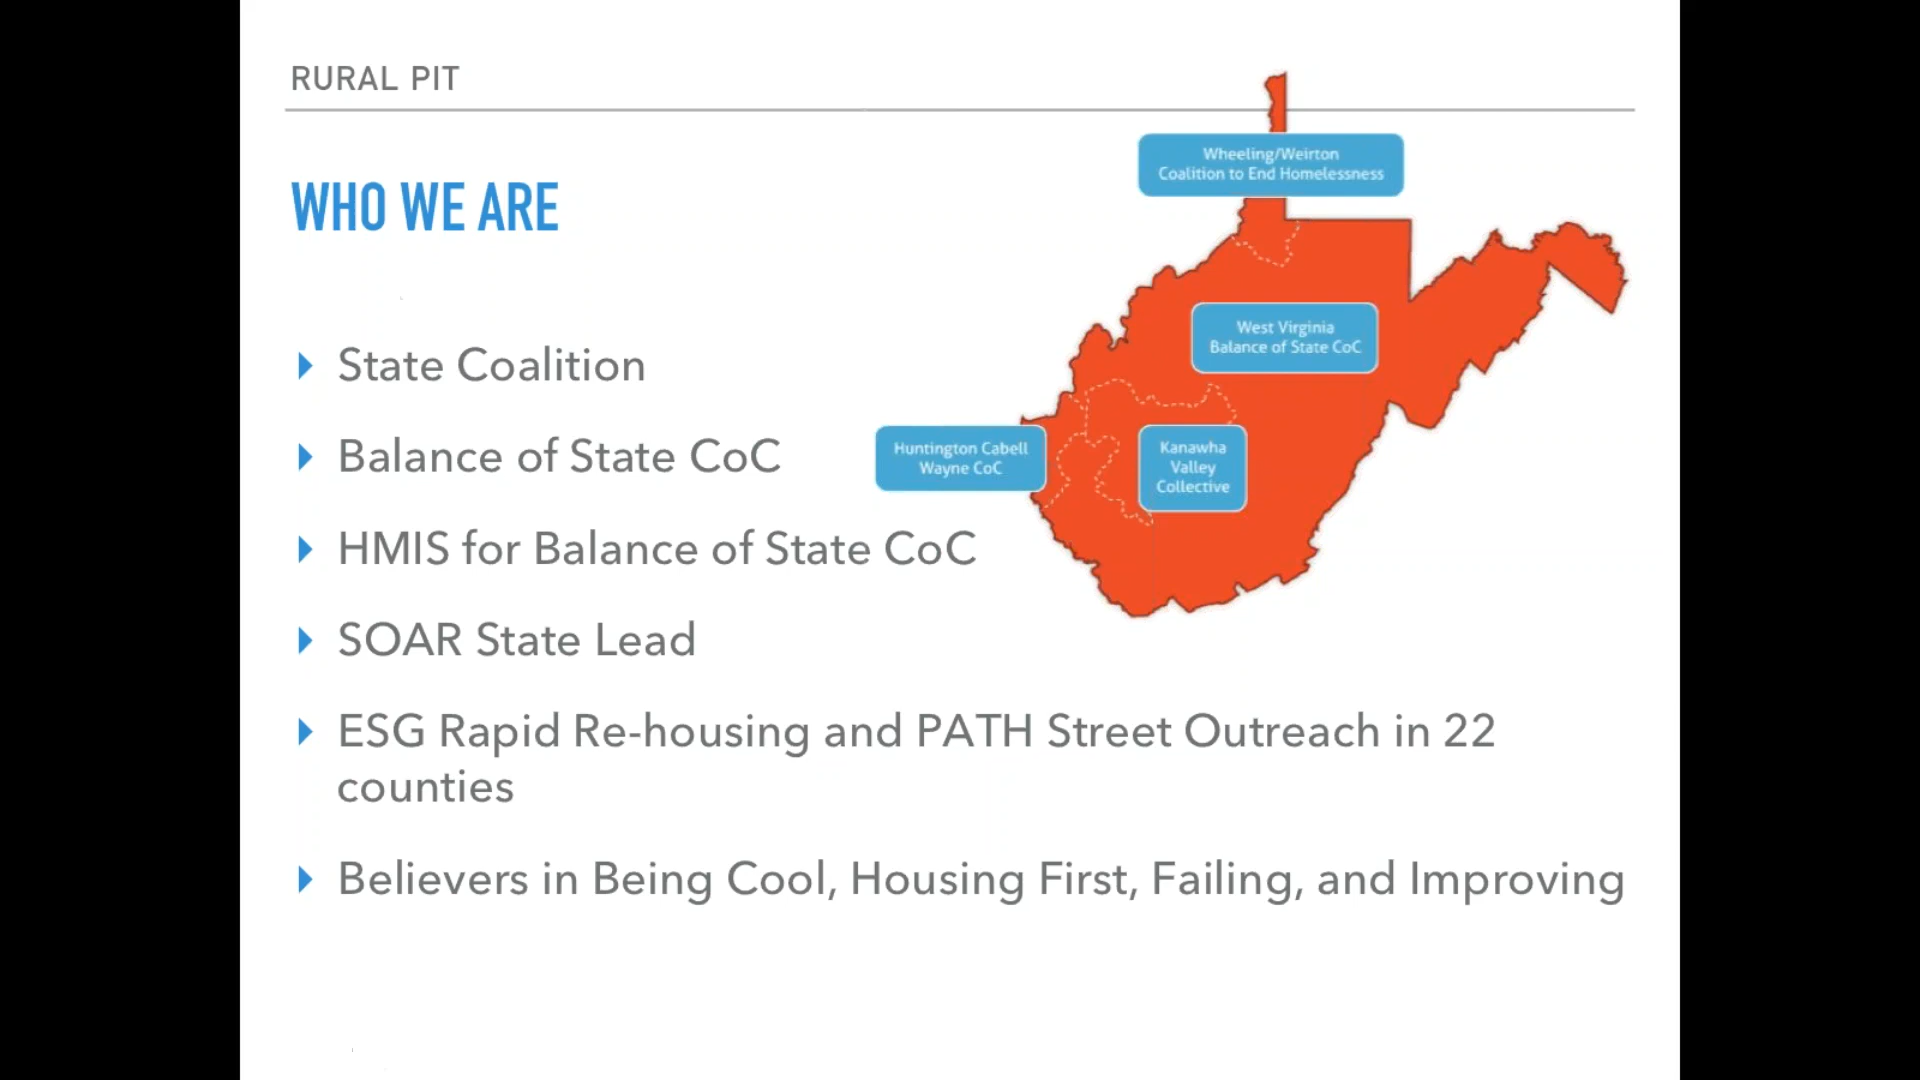 RURAL PIT
WHO WE ARE
State Coalition
Balance of State CoC
HMIS for Balance of State CoC
SOAR State Lead
ESG Rapid Re-housing and PATH Street Outreach in 22
counties
Believers in Being Cool, Housing First, Failing, and Improving
Wheeling/Weirton
Coalition to End Homelessness
West Virginia
Balance of State CoC
Huntington Cabell
Wayne CoC
Kanawha
Valley
Collective